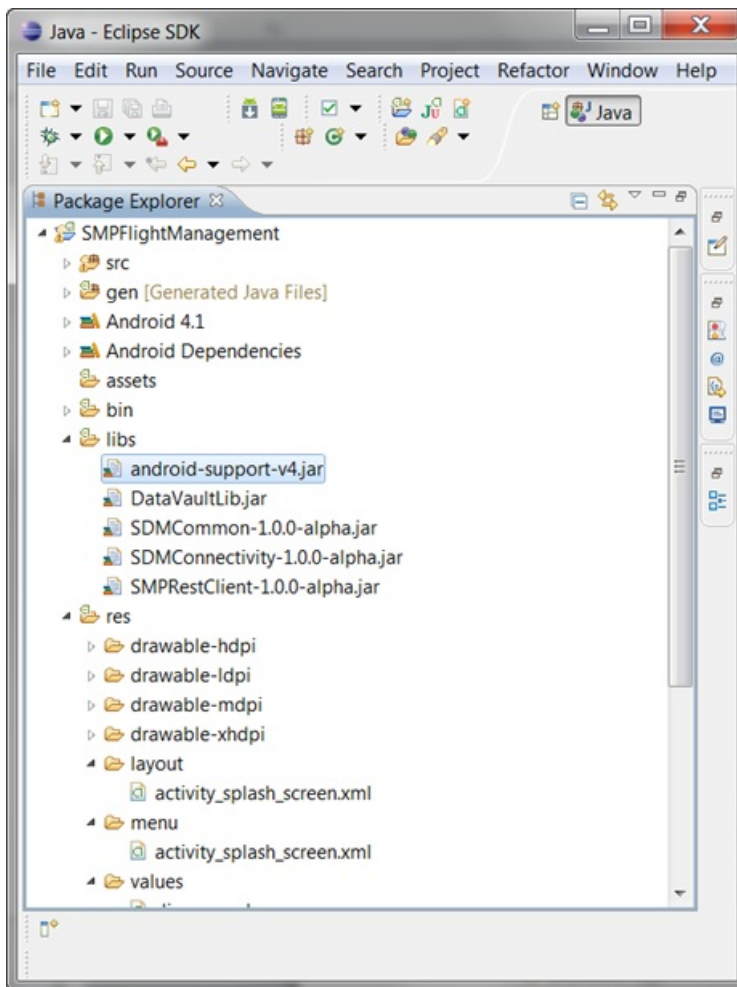 Java - Eclipse SDK
File Edit Run Source Navigate Search Project Refactor Window Help
Java
Package Explorer
SMPFlightManagement
src
gen [Generated Java Files]
Android 4.1
Android Dependencies
assets
bin
libs
android-support-v4.jar
DataVaultLib.jar
SDMCommon-1.0.0-alpha.jar
SDMConnectivity-1.0.0-alpha.jar
SMPRestClient-1.0.0-alpha.jar
res
drawable-hdpi
drawable-ldpi
drawable-mdpi
drawable-xhdpi
layout
activity_splash_screen.xml
menu
activity_splash_screen.xml
values